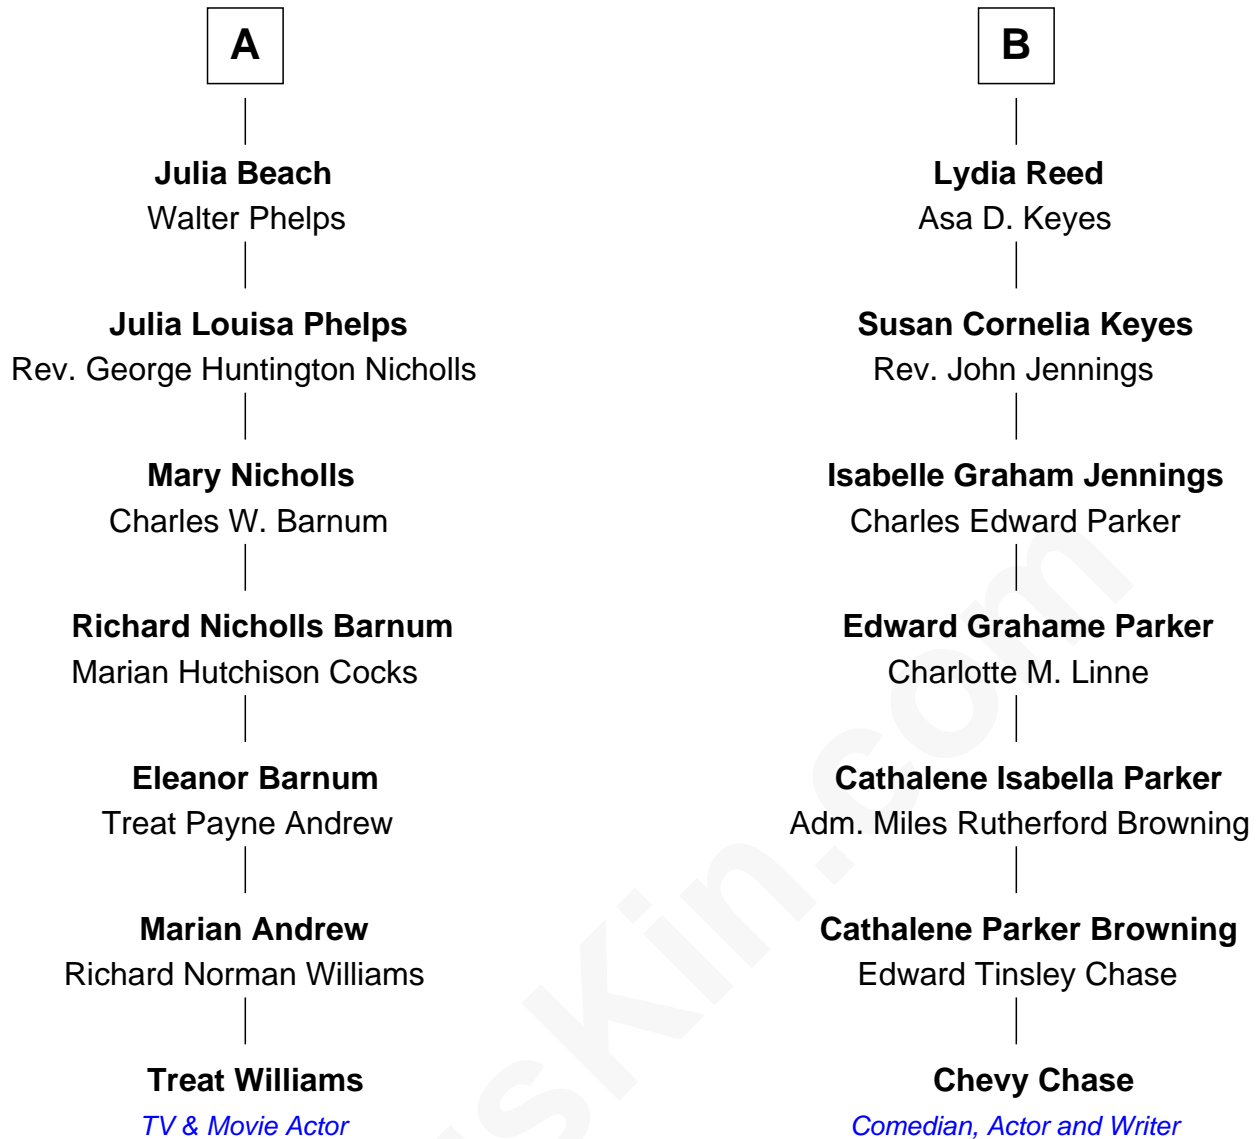 A
Julia Beach
Walter Phelps
Julia Louisa Phelps
Rev. George Huntington Nicholls
Mary Nicholls
Charles W. Barnum
Richard Nicholls Barnum
Marian Hutchison Cocks
Eleanor Barnum
Treat Payne Andrew
Marian Andrew
Richard Norman Williams
Treat Williams
TV & Movie Actor
B
Lydia Reed
Asa D. Keyes
Susan Cornelia Keyes
Rev. John Jennings
Isabelle Graham Jennings
Charles Edward Parker
Edward Grahame Parker
Charlotte M. Linne
Cathalene Isabella Parker
Adm. Miles Rutherford Browning
Cathalene Parker Browning
Edward Tinsley Chase
Chevy Chase
Comedian, Actor and Writer
sKin.com